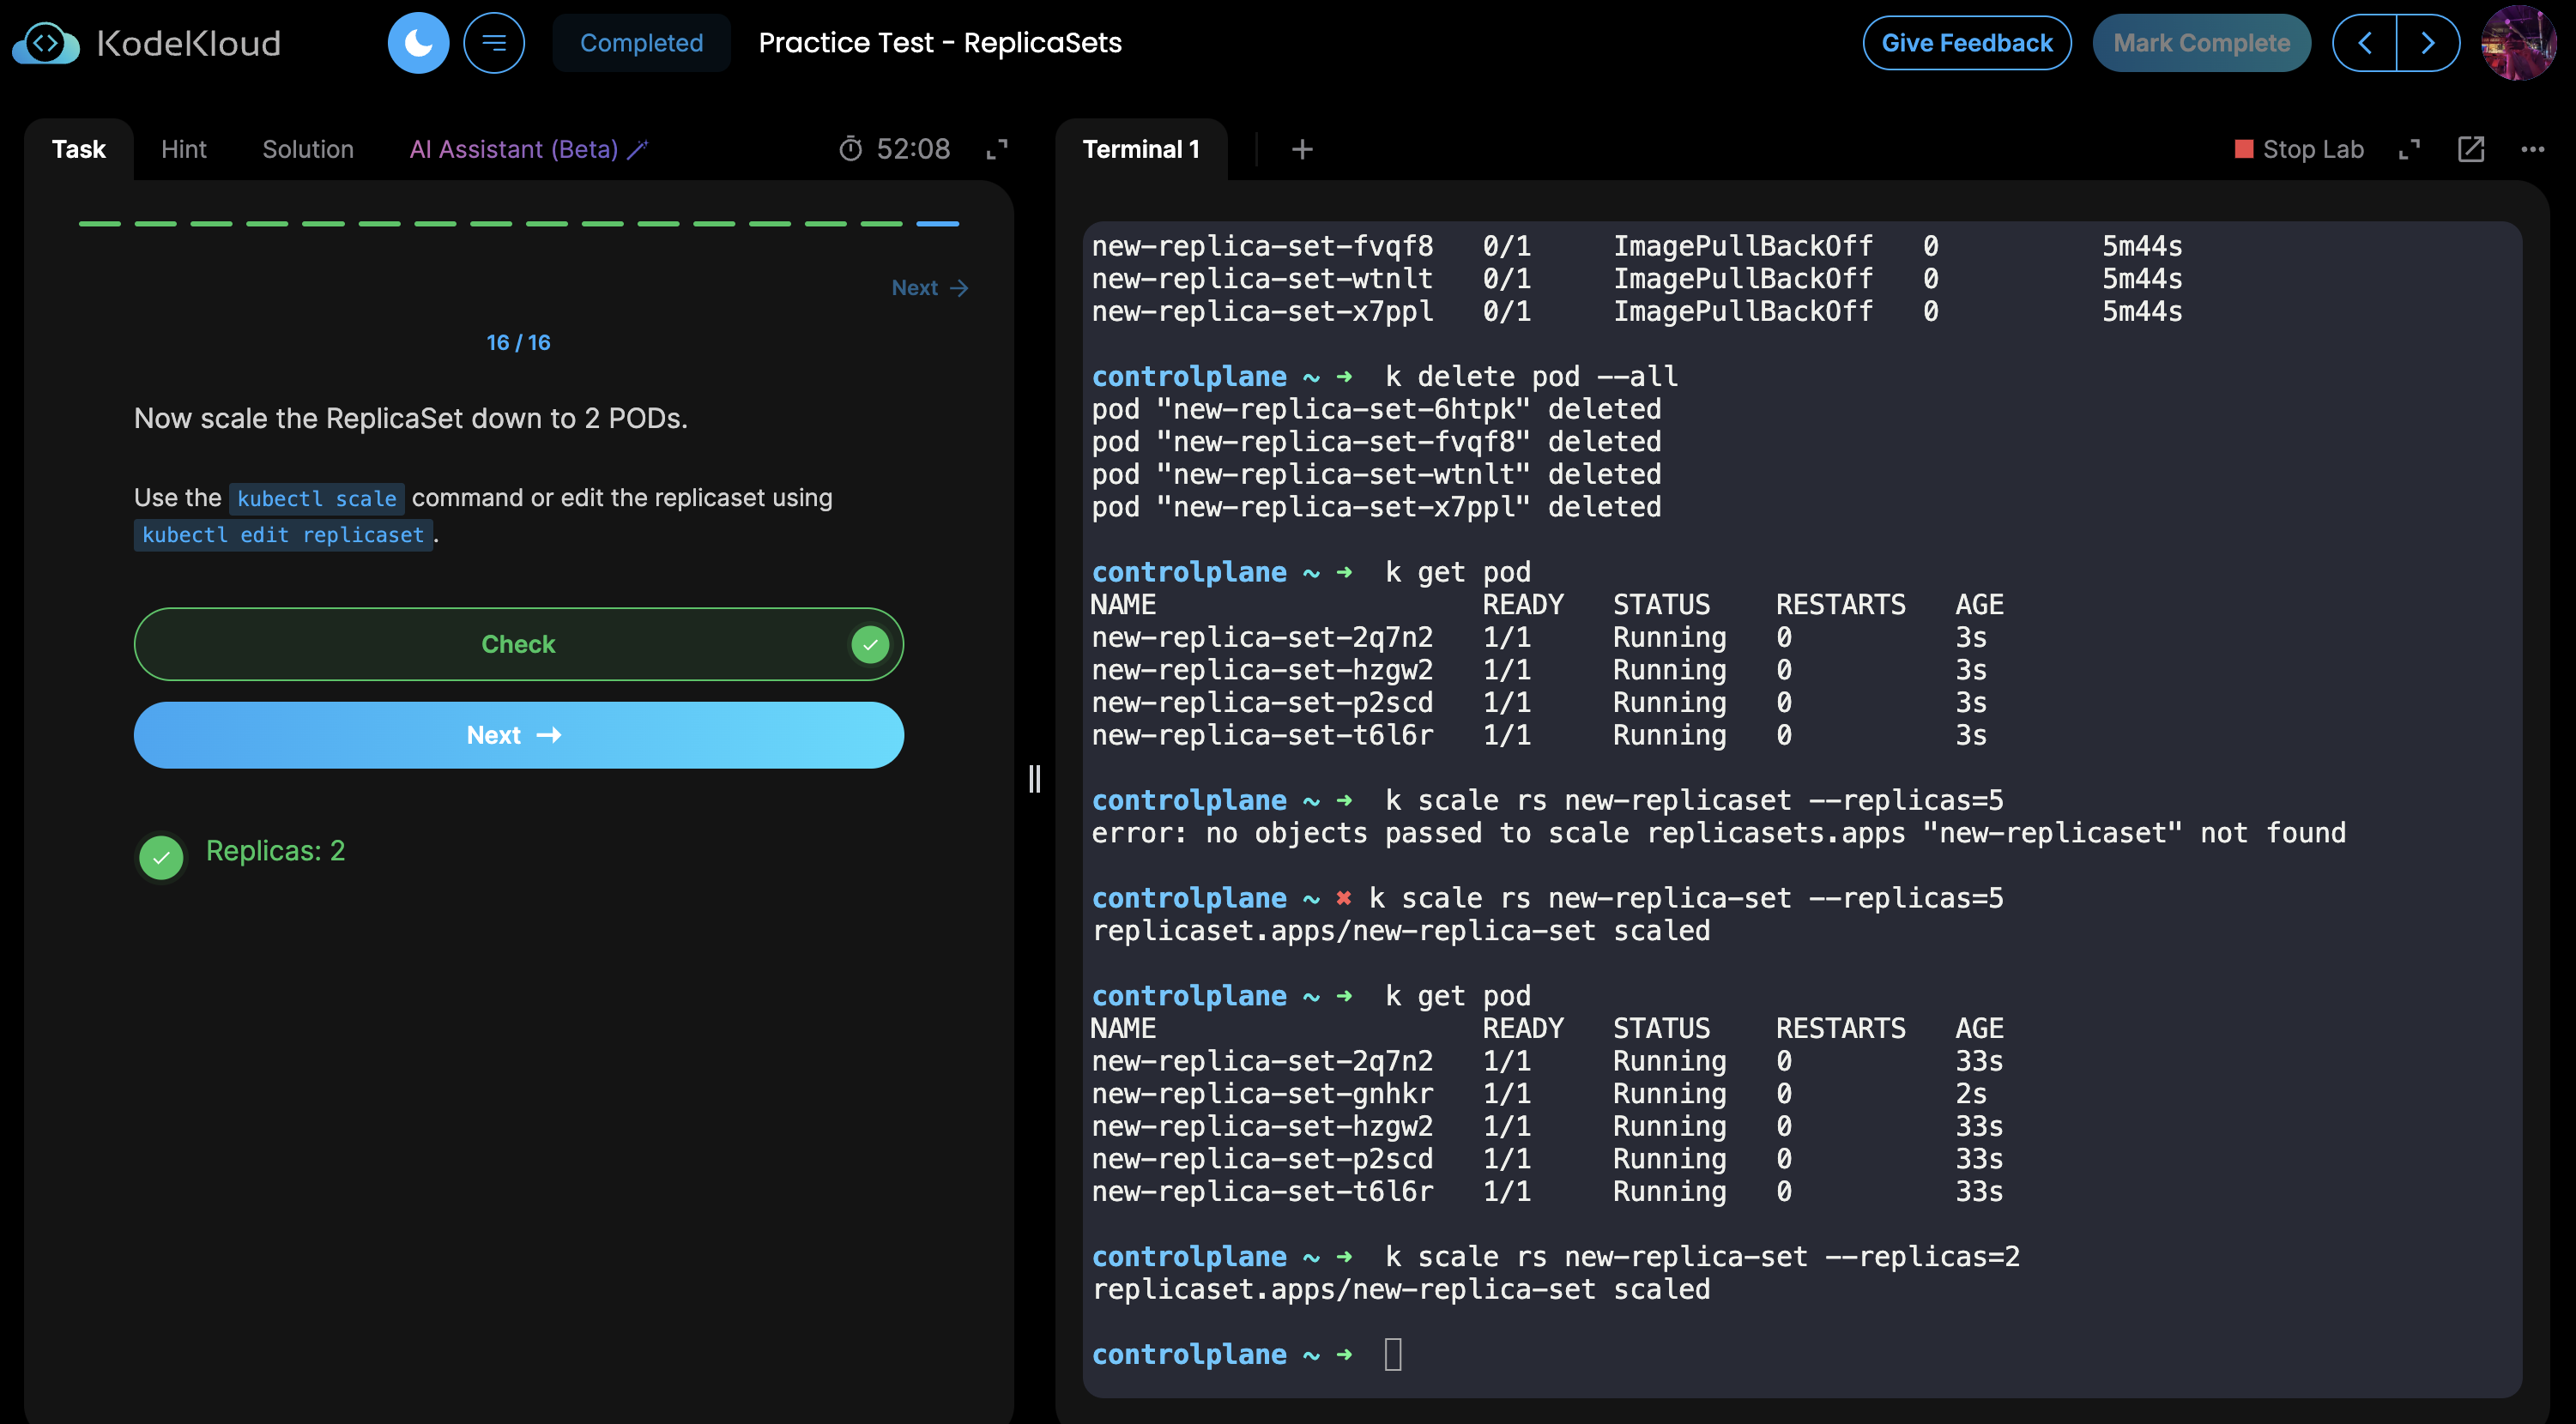 KodeKloud
Completed
Practice Test - ReplicaSets
Give Feedback
Mark Complete
Task
Hint
Solution
AI Assistant (Beta)
52:08
Next →
16 / 16
Now scale the ReplicaSet down to 2 PODs.
Use the kubectl scale command or edit the replicaset using
kubectl edit replicaset.
Check
Next →
Replicas: 2
Terminal 1
+
Stop Lab
new-replica-set-fvqf8   0/1     ImagePullBackOff   0          5m44s
new-replica-set-wtnlt   0/1     ImagePullBackOff   0          5m44s
new-replica-set-x7ppl   0/1     ImagePullBackOff   0          5m44s
controlplane ~ ➜  k delete pod --all
pod "new-replica-set-6htpk" deleted
pod "new-replica-set-fvqf8" deleted
pod "new-replica-set-wtnlt" deleted
pod "new-replica-set-x7ppl" deleted
controlplane ~ ➜  k get pod
NAME                    READY   STATUS    RESTARTS   AGE
new-replica-set-2q7n2   1/1     Running   0          3s
new-replica-set-hzgw2   1/1     Running   0          3s
new-replica-set-p2scd   1/1     Running   0          3s
new-replica-set-t6l6r   1/1     Running   0          3s
controlplane ~ ➜  k scale rs new-replicaset --replicas=5
error: no objects passed to scale replicasets.apps "new-replicaset" not found
controlplane ~ ✖ k scale rs new-replica-set --replicas=5
replicaset.apps/new-replica-set scaled
controlplane ~ ➜  k get pod
NAME                    READY   STATUS    RESTARTS   AGE
new-replica-set-2q7n2   1/1     Running   0          33s
new-replica-set-gnhkr   1/1     Running   0          2s
new-replica-set-hzgw2   1/1     Running   0          33s
new-replica-set-p2scd   1/1     Running   0          33s
new-replica-set-t6l6r   1/1     Running   0          33s
controlplane ~ ➜  k scale rs new-replica-set --replicas=2
replicaset.apps/new-replica-set scaled
controlplane ~ ➜